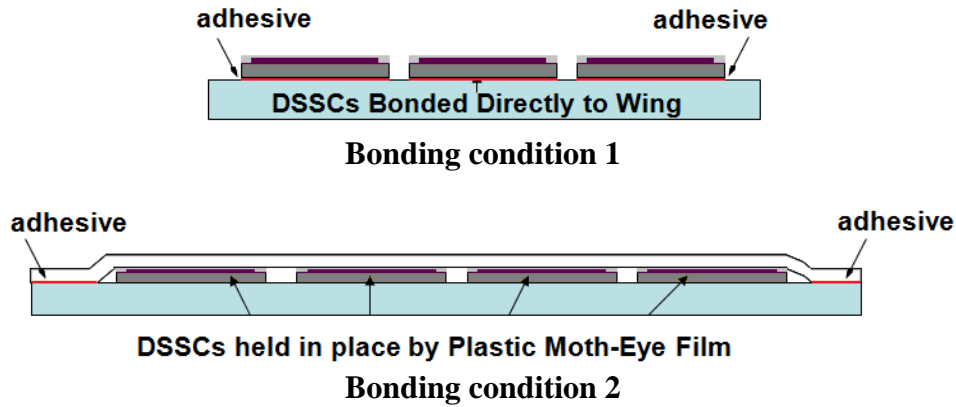 adhesive adhesive
DSSCs Bonded Directly to Wing
Bonding condition 1
adhesive adhesive
DSSCs held in place by Plastic Moth-Eye Film
Bonding condition 2